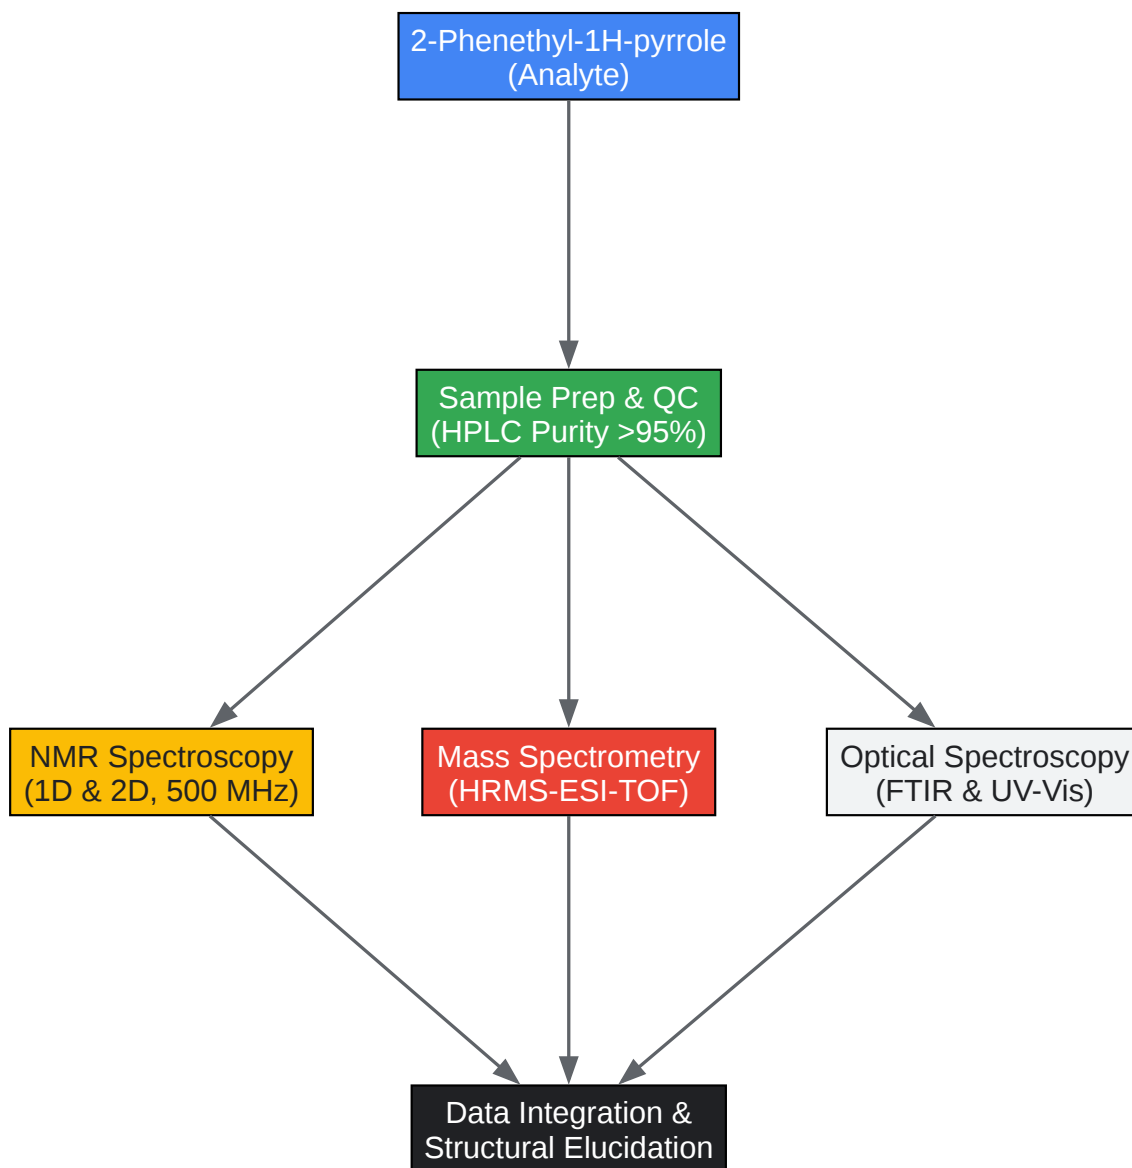 2-Phenethyl-1H-pyrrole
(Analyte)
Sample Prep & QC
(HPLC Purity >95%)
NMR Spectroscopy
(1D & 2D, 500 MHz)
Mass Spectrometry
(HRMS-ESI-TOF)
Optical Spectroscopy
(FTIR & UV-Vis)
Data Integration &
Structural Elucidation